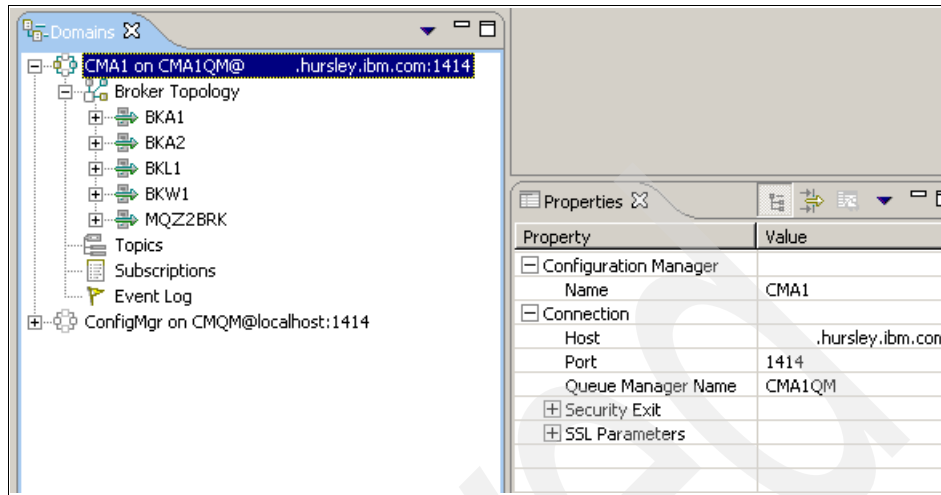 Domains
CMA1 on CMA1QM@ .hursley.ibm.com:1414
Broker Topology
BKA1
BKA2
BKL1
BKW1
MQZ2BRK
Topics
Subscriptions
Event Log
ConfigMgr on CMQM@localhost:1414
Properties
Property Value
Configuration Manager
Name CMA1
Connection
Host .hursley.ibm.con
Port 1414
Queue Manager Name CMA1QM
Security Exit
SSL Parameters